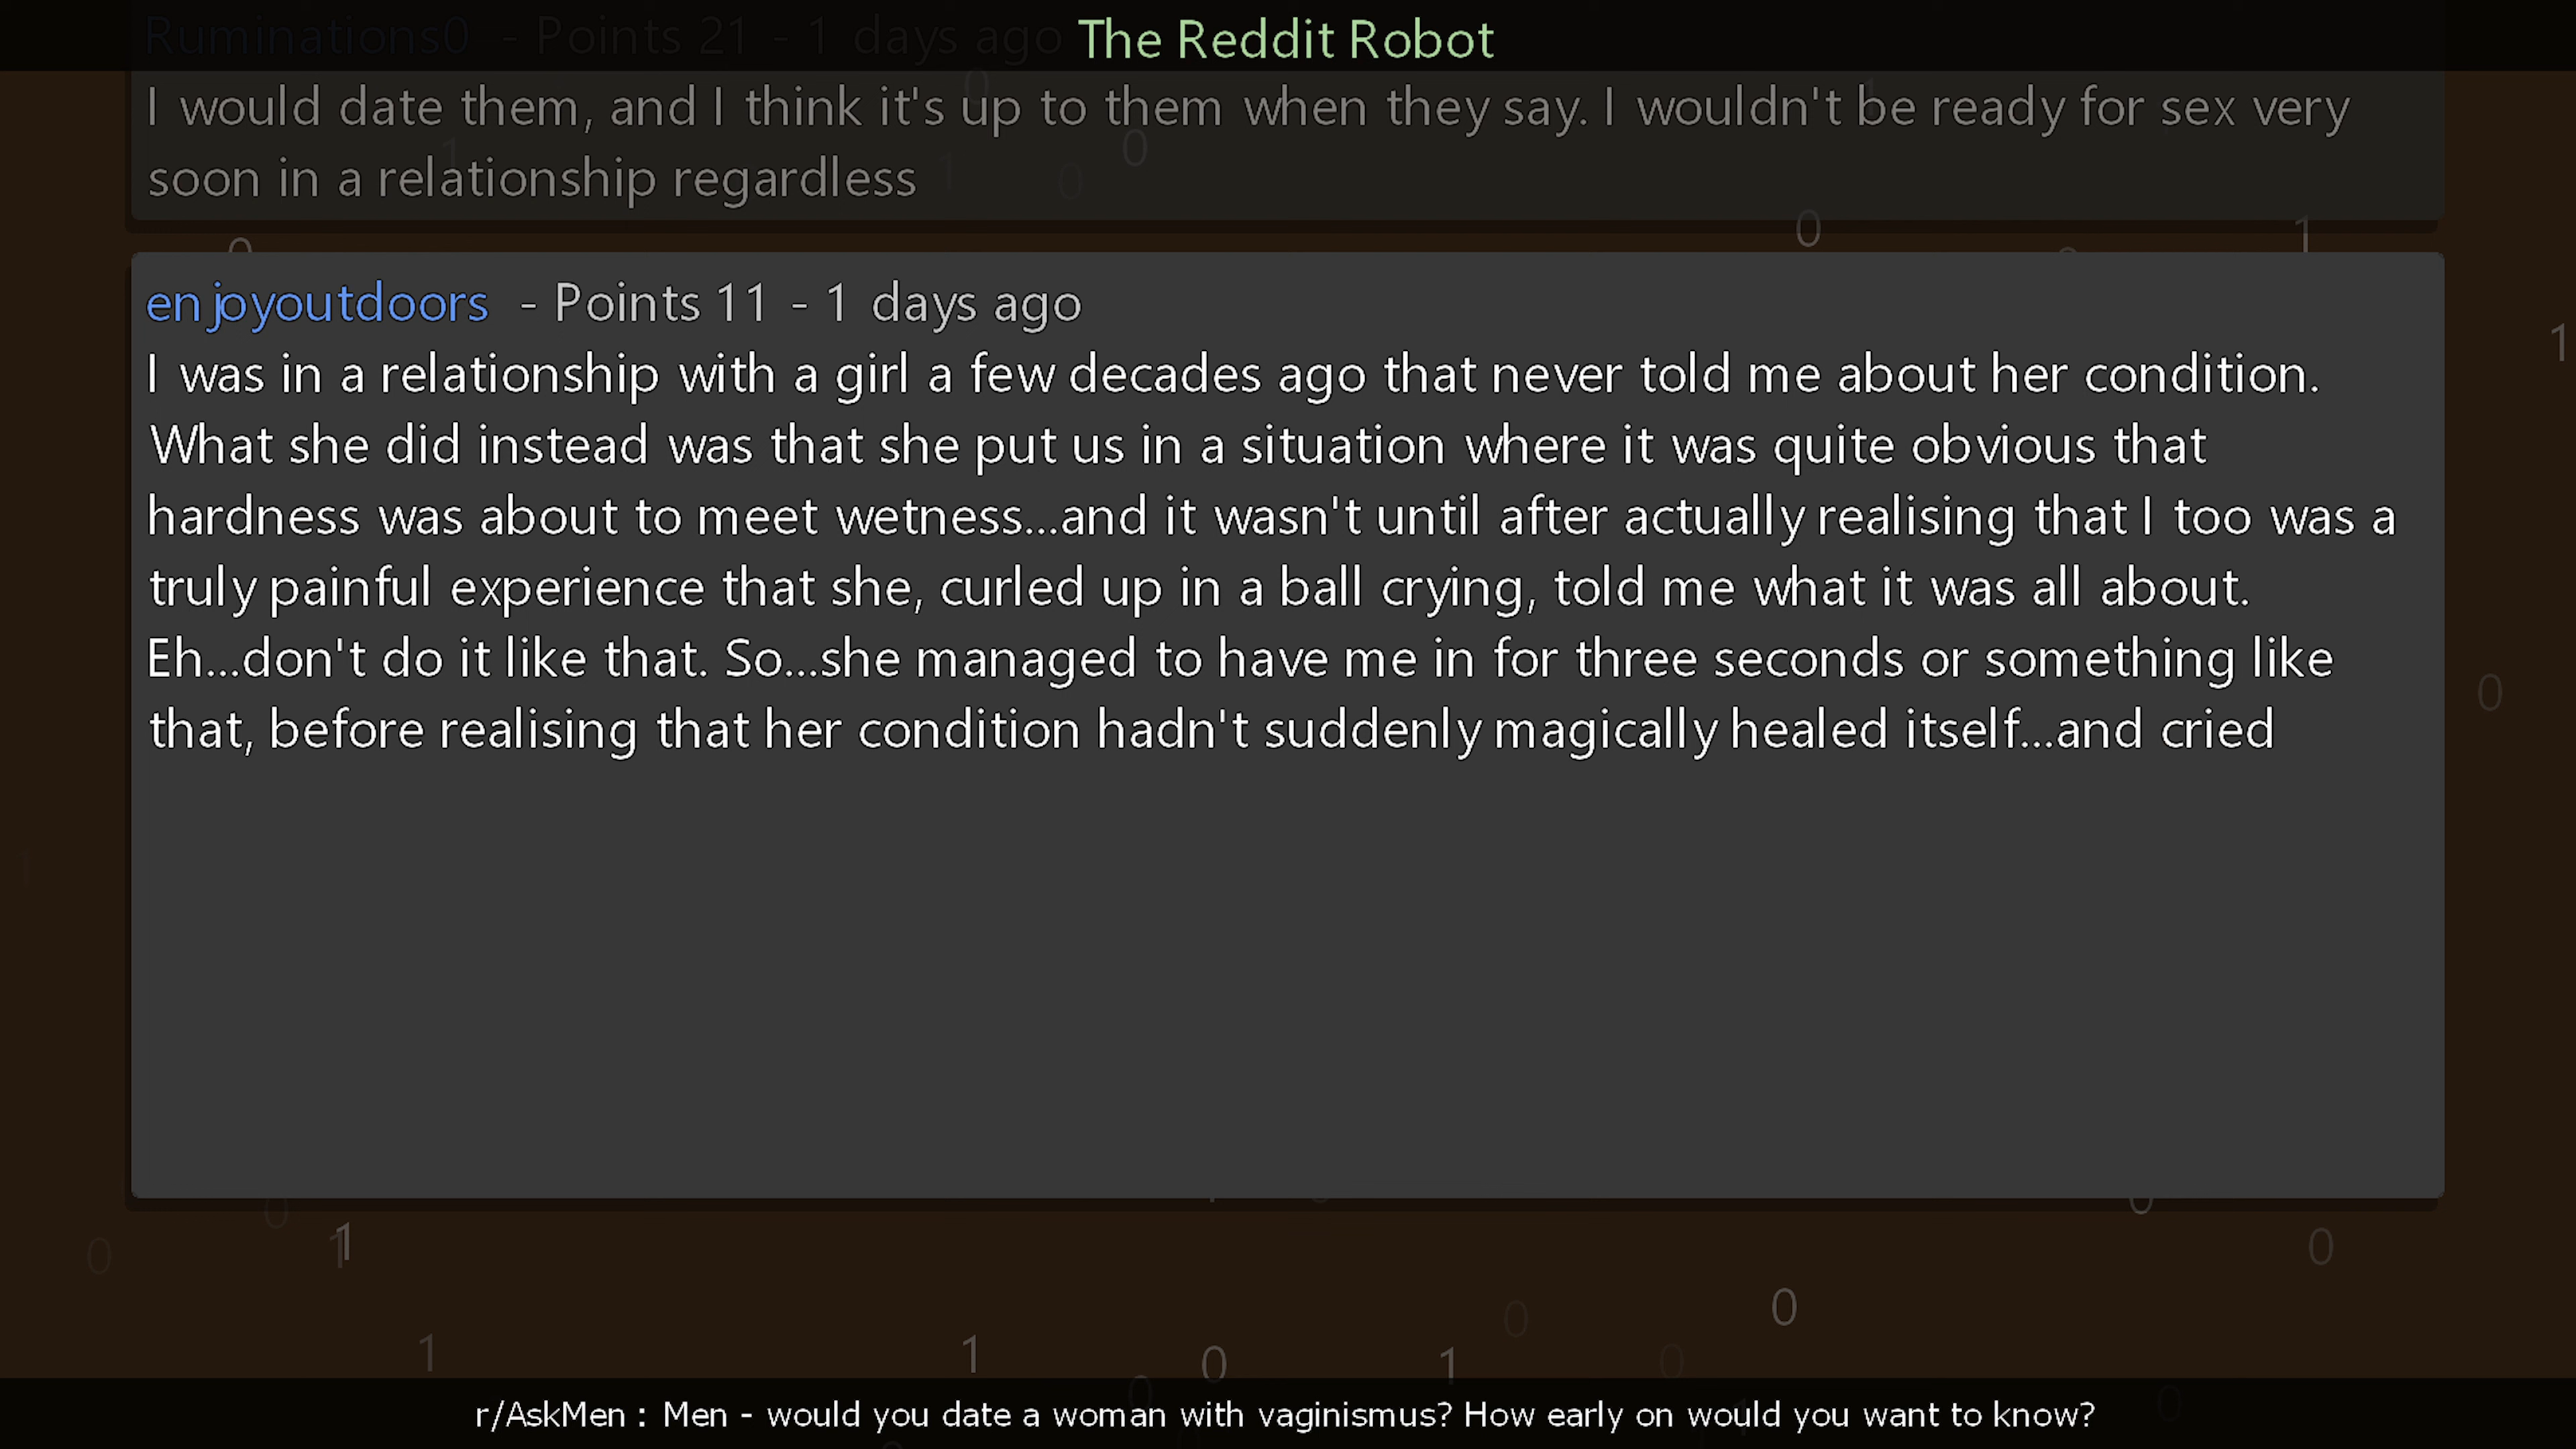 The Reddit Robot
Ruminations0 - Points 21 - 1 days ago
I would date them, and I think it's up to them when they say. I wouldn't be ready for sex very
soon in a relationship regardless
enjoyoutdoors - Points 11 - 1 days ago
I was in a relationship with a girl a few decades ago that never told me about her condition.
What she did instead was that she put us in a situation where it was quite obvious that
hardness was about to meet wetness...and it wasn't until after actually realising that I too was a
truly painful experience that she, curled up in a ball crying, told me what it was all about.
Eh...don't do it like that. So...she managed to have me in for three seconds or something like
that, before realising that her condition hadn't suddenly magically healed itself...and cried
r/AskMen : Men - would you date a woman with vaginismus? How early on would you want to know?